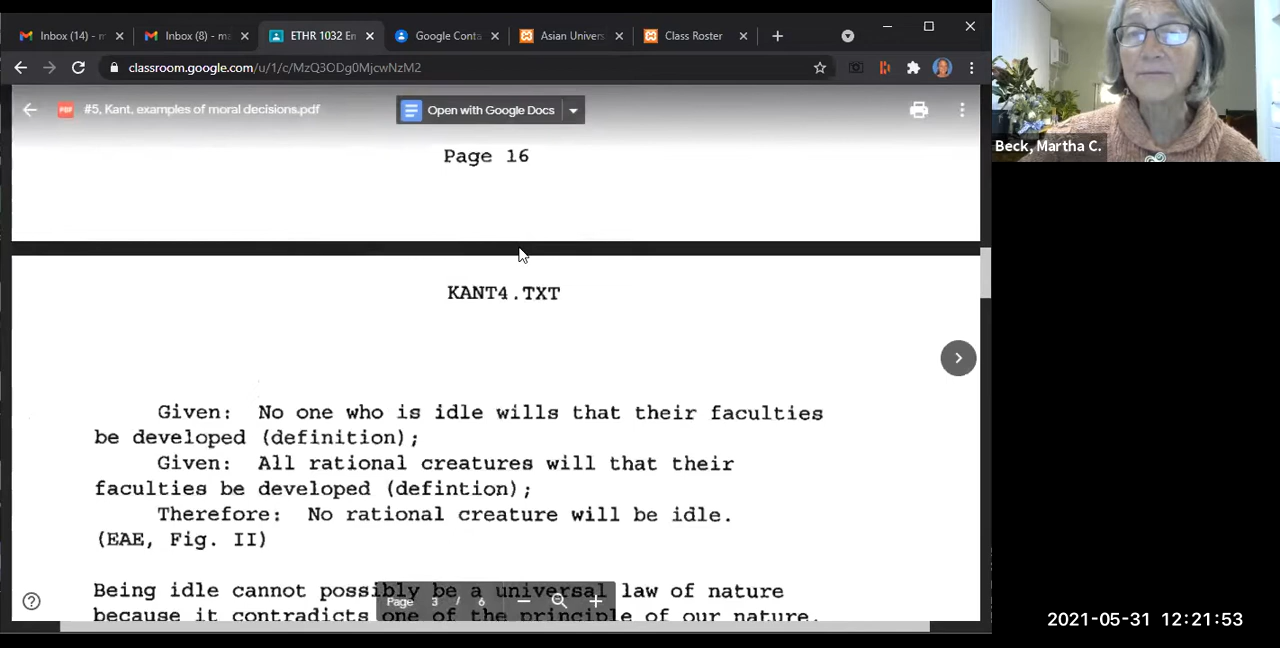 Inbox (14) - m
Inbox (8) - ma
ETHR 1032 En
Google Conta
Asian Univers
Class Roster
classroom.google.com/u/1/c/MzQ3ODg0MjcwNzM2
#5, Kant, examples of moral decisions.pdf
Open with Google Docs
Beck, Martha C.
Page 16
KANT4.TXT
Given: No one who is idle wills that their faculties
be developed (definition);
Given: All rational creatures will that their
faculties be developed (defintion);
Therefore: No rational creature will be idle.
(EAE, Fig. II)
Being idle cannot possibly be a universal law of nature
because it contradicts one of the principle of our nature.
Page 3 / 6
2021-05-31 12:21:53